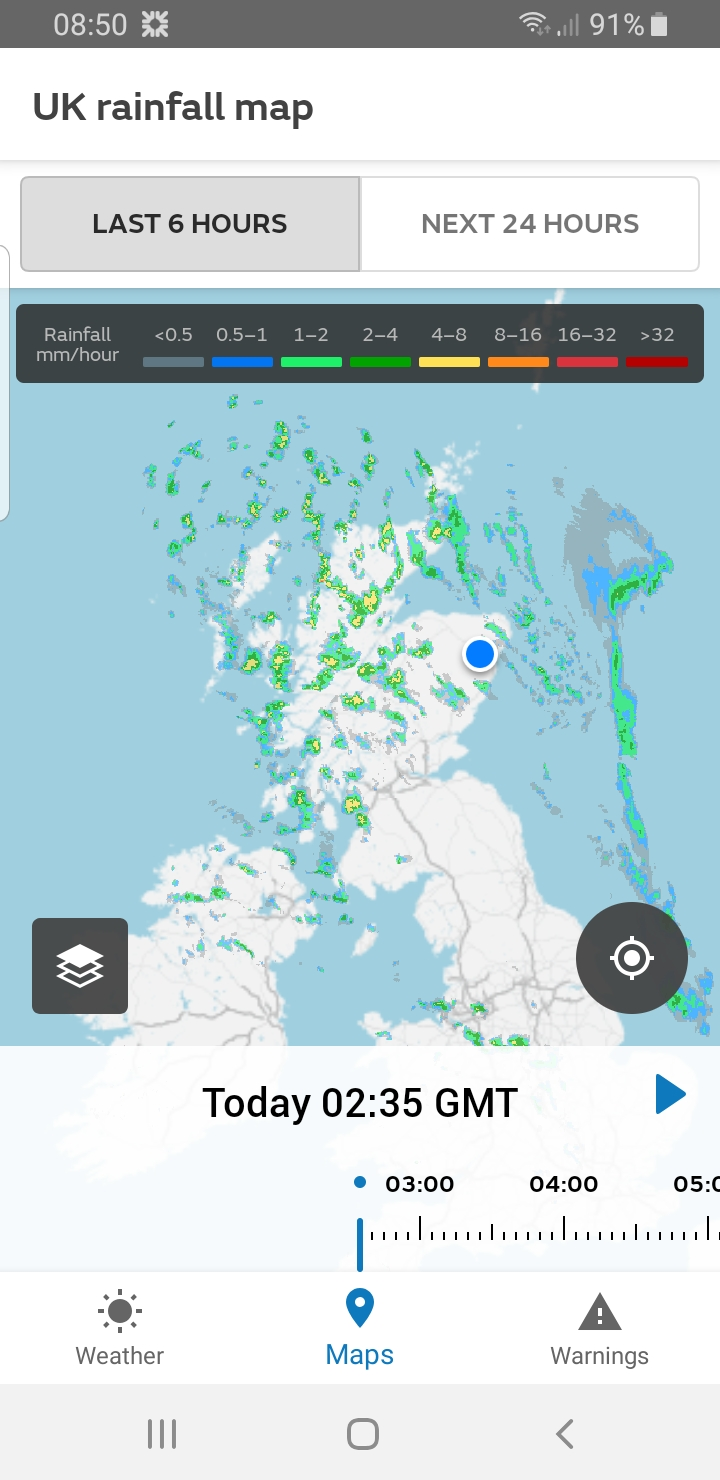 08:50 91%
UK rainfall map
LAST 6 HOURS NEXT 24 HOURS
Rainfall mm/hour <0.5 0.5–1 1–2 2–4 4–8 8–16 16–32 >32
Today 02:35 GMT
03:00 04:00 05:0
Weather Maps Warnings